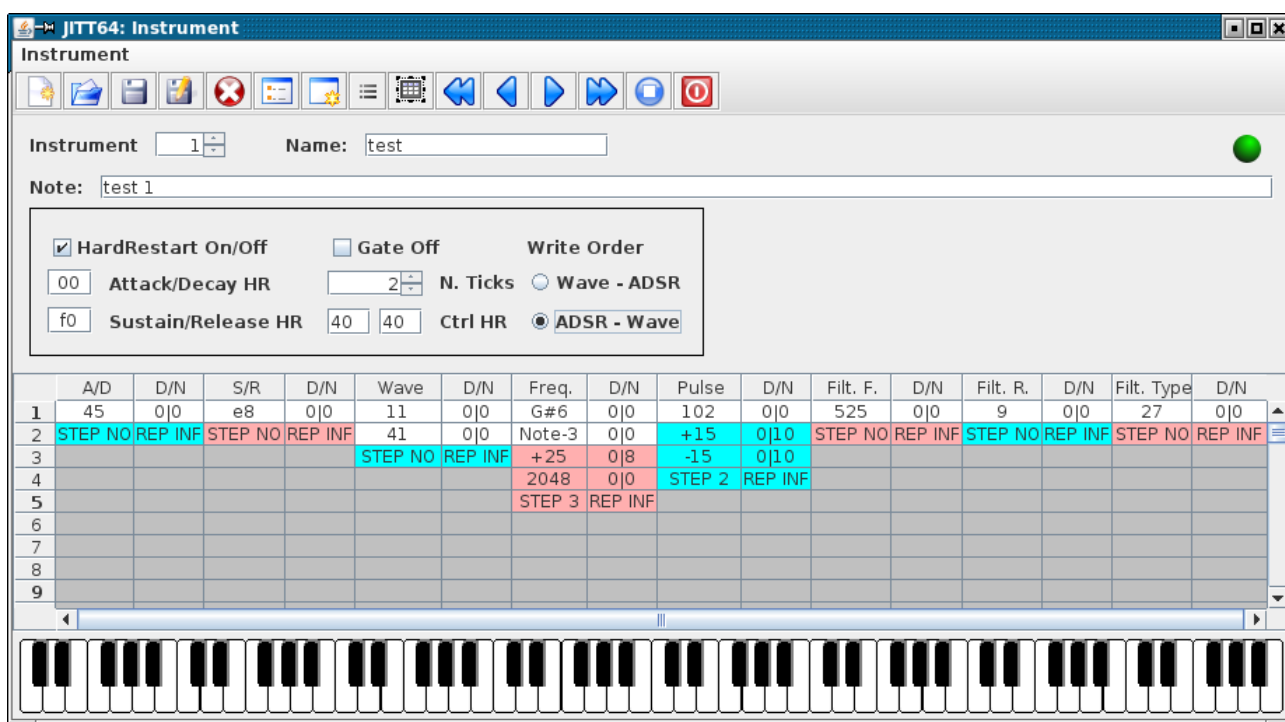 JITT64: Instrument
Instrument
Instrument 1 Name: test
Note: test 1
HardRestart On/Off Gate Off Write Order
00 Attack/Decay HR 2 N. Ticks Wave - ADSR
f0 Sustain/Release HR 40 40 Ctrl HR ADSR - Wave
A/D D/N S/R D/N Wave D/N Freq. D/N Pulse D/N Filt. F. D/N Filt. R. D/N Filt. Type D/N
1 45 0|0 e8 0|0 11 0|0 G#6 0|0 102 0|0 525 0|0 9 0|0 27 0|0
2 STEP NO REP INF STEP NO REP INF 41 0|0 Note-3 0|0 +15 0|10 STEP NO REP INF STEP NO REP INF STEP NO REP INF
3 STEP NO REP INF +25 0|8 -15 0|10
4 2048 0|0 STEP 2 REP INF
5 STEP 3 REP INF
6
7
8
9